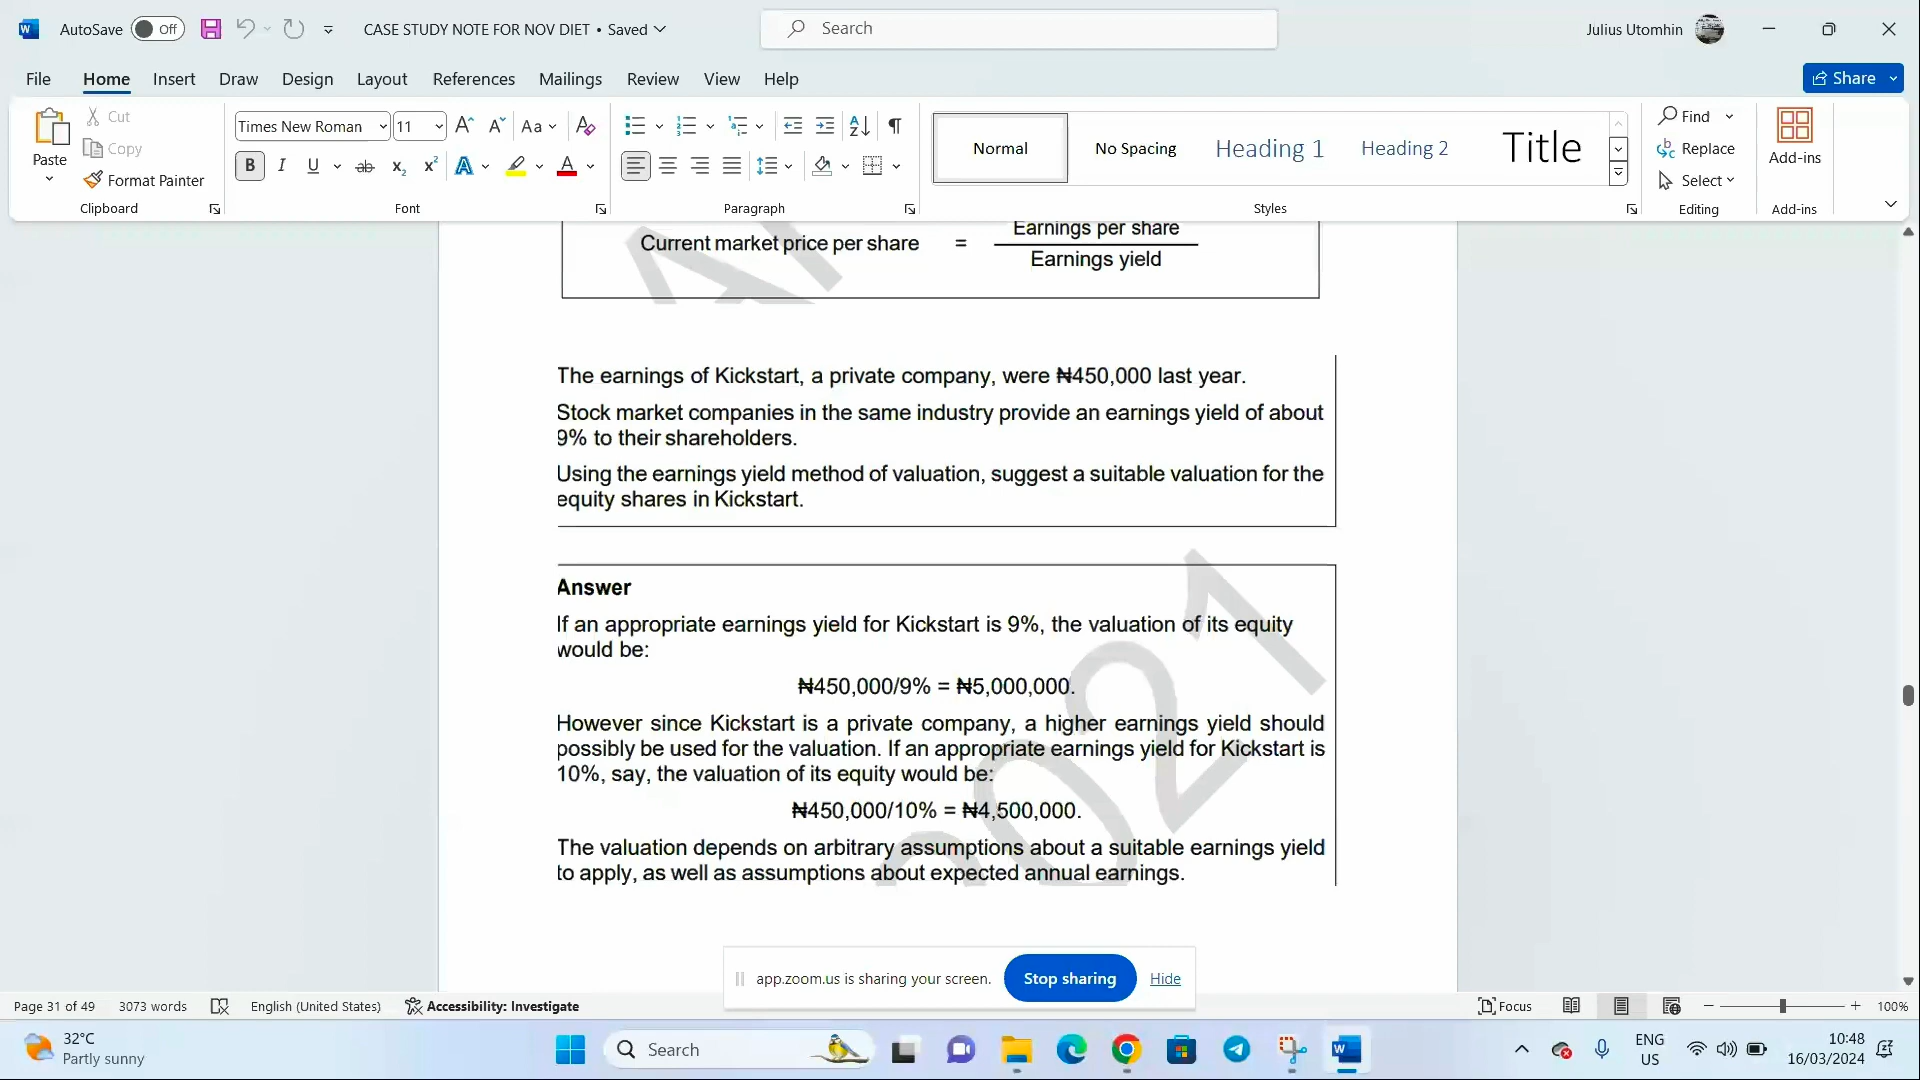 AutoSave Off CASE STUDY NOTE FOR NOV DIET • Saved Search Julius Utomhin
File Home Insert Draw Design Layout References Mailings Review View Help Share
Paste Cut Copy Format Painter Clipboard
Times New Roman 11 Aa Font
Paragraph
Normal No Spacing Heading 1 Heading 2 Title Styles
Find Replace Select Editing
Add-ins Add-ins
Current market price per share = Earnings per share
Earnings yield
The earnings of Kickstart, a private company, were ₦450,000 last year.
Stock market companies in the same industry provide an earnings yield of about
9% to their shareholders.
Using the earnings yield method of valuation, suggest a suitable valuation for the
equity shares in Kickstart.
Answer
If an appropriate earnings yield for Kickstart is 9%, the valuation of its equity
would be:
₦450,000/9% = ₦5,000,000.
However since Kickstart is a private company, a higher earnings yield should
possibly be used for the valuation. If an appropriate earnings yield for Kickstart is
10%, say, the valuation of its equity would be:
₦450,000/10% = ₦4,500,000.
The valuation depends on arbitrary assumptions about a suitable earnings yield
to apply, as well as assumptions about expected annual earnings.
2021
app.zoom.us is sharing your screen. Stop sharing Hide
Page 31 of 49 3073 words English (United States) Accessibility: Investigate Focus 100%
32°C
Partly sunny
Search
ENG
US
10:48
16/03/2024